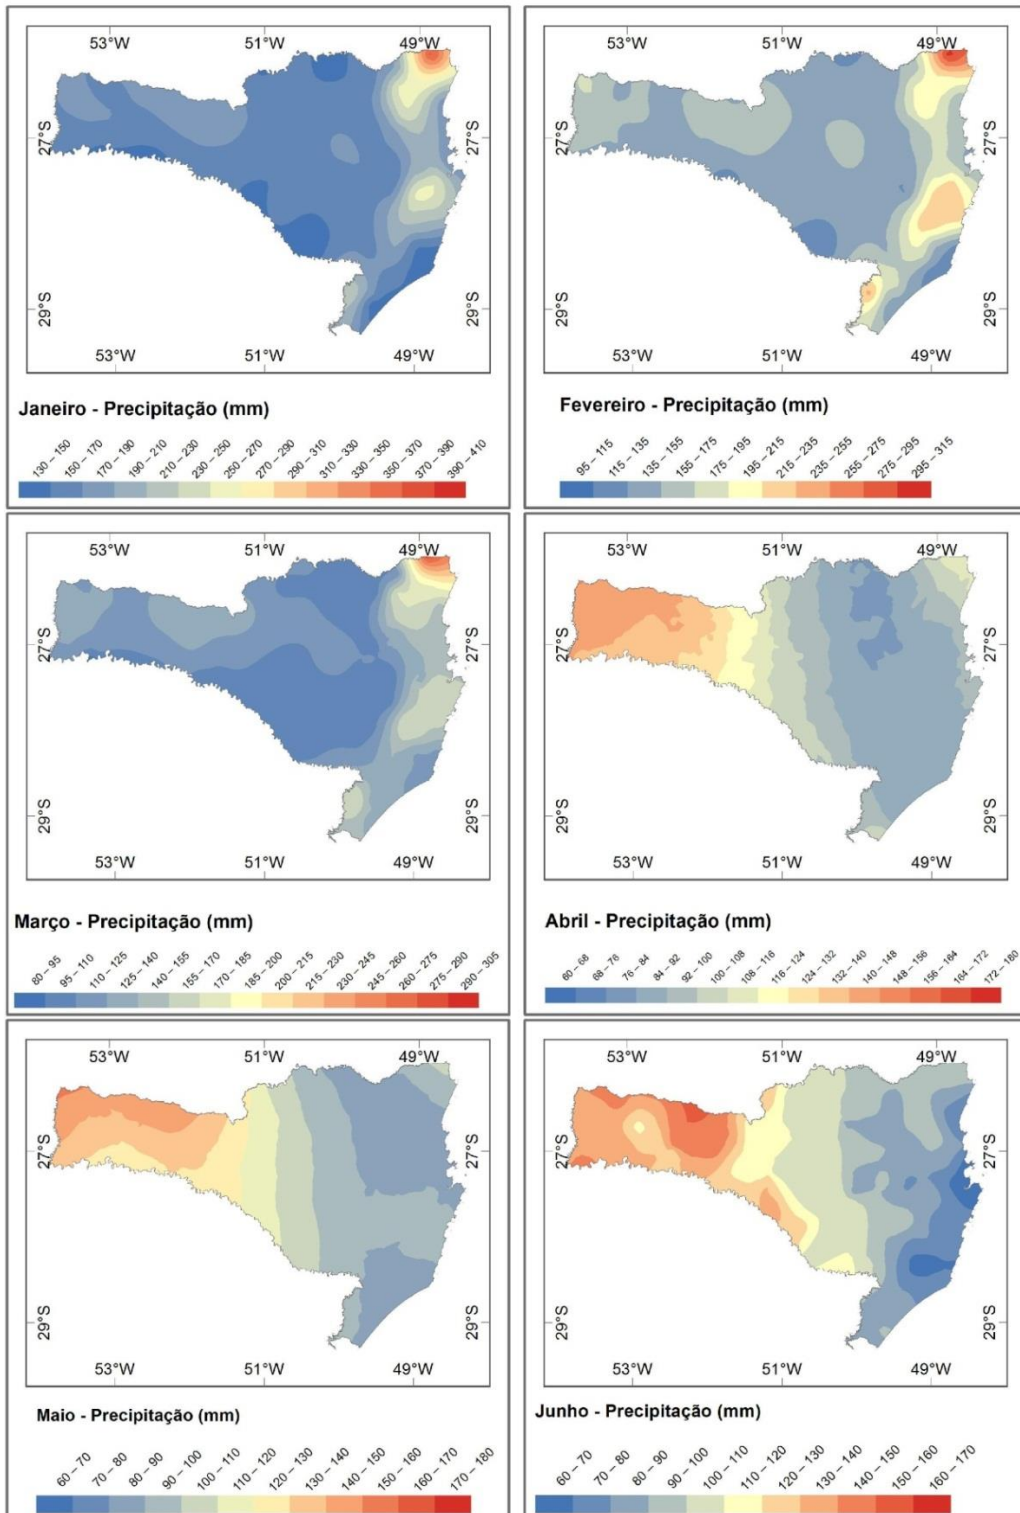 53°W 51°W 49°W
27°S 27°S
29°S 29°S
53°W 51°W 49°W
Janeiro - Precipitação (mm)
130 – 150 150 – 170 170 – 190 190 – 210 210 – 230 230 – 250 250 – 270 270 – 290 290 – 310 310 – 330 330 – 350 350 – 370 370 – 390 390 – 410
53°W 51°W 49°W
27°S 27°S
29°S 29°S
53°W 51°W 49°W
Fevereiro - Precipitação (mm)
95 – 115 115 – 135 135 – 155 155 – 175 175 – 195 195 – 215 215 – 235 235 – 255 255 – 275 275 – 295 295 – 315
53°W 51°W 49°W
27°S 27°S
29°S 29°S
53°W 51°W 49°W
Março - Precipitação (mm)
80 – 95 95 – 110 110 – 125 125 – 140 140 – 155 155 – 170 170 – 185 185 – 200 200 – 215 215 – 230 230 – 245 245 – 260 260 – 275 275 – 290 290 – 305
53°W 51°W 49°W
27°S 27°S
29°S 29°S
53°W 51°W 49°W
Abril - Precipitação (mm)
60 – 68 68 – 76 76 – 84 84 – 92 92 – 100 100 – 108 108 – 116 116 – 124 124 – 132 132 – 140 140 – 148 148 – 156 156 – 164 164 – 172 172 – 180
53°W 51°W 49°W
27°S 27°S
29°S 29°S
53°W 51°W 49°W
Maio - Precipitação (mm)
60 – 70 70 – 80 80 – 90 90 – 100 100 – 110 110 – 120 120 – 130 130 – 140 140 – 150 150 – 160 160 – 170 170 – 180
53°W 51°W 49°W
27°S 27°S
29°S 29°S
53°W 51°W 49°W
Junho - Precipitação (mm)
60 – 70 70 – 80 80 – 90 90 – 100 100 – 110 110 – 120 120 – 130 130 – 140 140 – 150 150 – 160 160 – 170